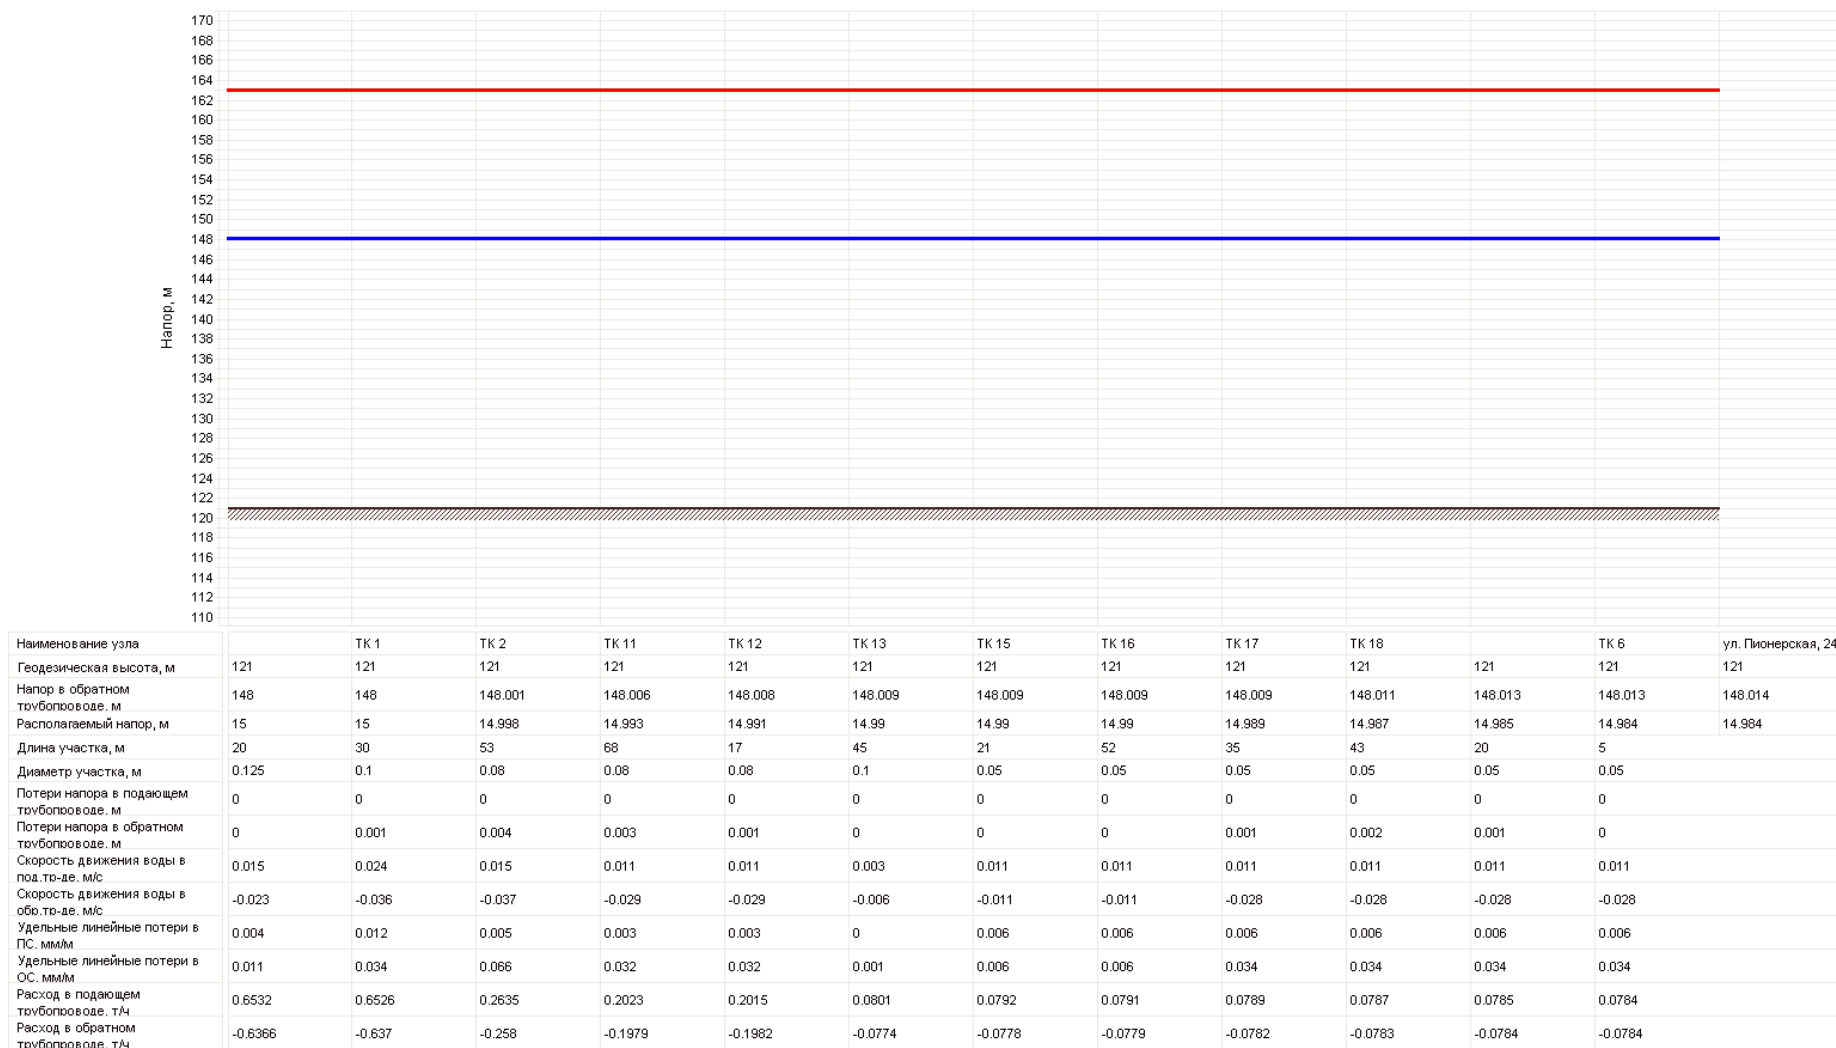 170
168
166
164
162
160
158
156
154
152
150
148
146
144
142
140
138
136
134
132
130
128
126
124
122
120
118
116
114
112
110
Напор, м
Наименование узла ТК 1 ТК 2 ТК 11 ТК 12 ТК 13 ТК 15 ТК 16 ТК 17 ТК 18 ТК 6 ул. Пионерская, 24
Геодезическая высота, м 121 121 121 121 121 121 121 121 121 121 121 121 121
Напор в обратном
трубопроводе, м 148 148 148.001 148.006 148.008 148.009 148.009 148.009 148.009 148.011 148.013 148.013 148.014
Располагаемый напор, м 15 15 14.998 14.993 14.991 14.99 14.99 14.99 14.989 14.987 14.985 14.984 14.984
Длина участка, м 20 30 53 68 17 45 21 52 35 43 20 5
Диаметр участка, м 0.125 0.1 0.08 0.08 0.08 0.1 0.05 0.05 0.05 0.05 0.05 0.05
Потери напора в подающем
трубопроводе, м 0 0 0 0 0 0 0 0 0 0 0 0
Потери напора в обратном
трубопроводе, м 0 0.001 0.004 0.003 0.001 0 0 0 0.001 0.002 0.001 0
Скорость движения воды в
под.тр-де, м/с 0.015 0.024 0.015 0.011 0.011 0.003 0.011 0.011 0.011 0.011 0.011 0.011
Скорость движения воды в
обр.тр-де, м/с -0.023 -0.036 -0.037 -0.029 -0.029 -0.006 -0.011 -0.011 -0.028 -0.028 -0.028 -0.028
Удельные линейные потери в
ПС, мм/м 0.004 0.012 0.005 0.003 0.003 0 0.006 0.006 0.006 0.006 0.006 0.006
Удельные линейные потери в
ОС, мм/м 0.011 0.034 0.066 0.032 0.032 0.001 0.006 0.006 0.034 0.034 0.034 0.034
Расход в подающем
трубопроводе, т/ч 0.6532 0.6526 0.2635 0.2023 0.2015 0.0801 0.0792 0.0791 0.0789 0.0787 0.0785 0.0784
Расход в обратном
трубопроводе, т/ч -0.6366 -0.637 -0.258 -0.1979 -0.1982 -0.0774 -0.0778 -0.0779 -0.0782 -0.0783 -0.0784 -0.0784